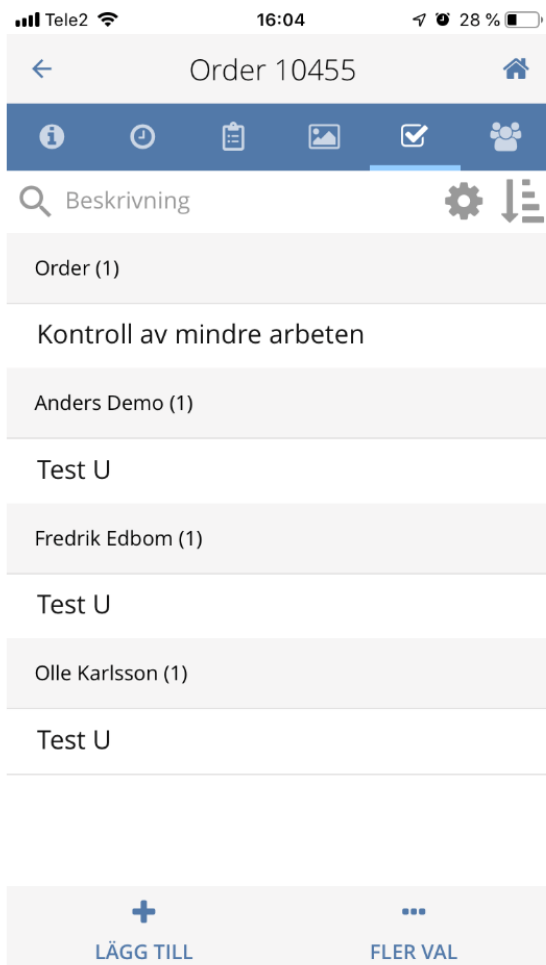 Tele2 16:04 28 %
Order 10455
Beskrivning
Order (1)
Kontroll av mindre arbeten
Anders Demo (1)
Test U
Fredrik Edbom (1)
Test U
Olle Karlsson (1)
Test U
LÄGG TILL FLER VAL